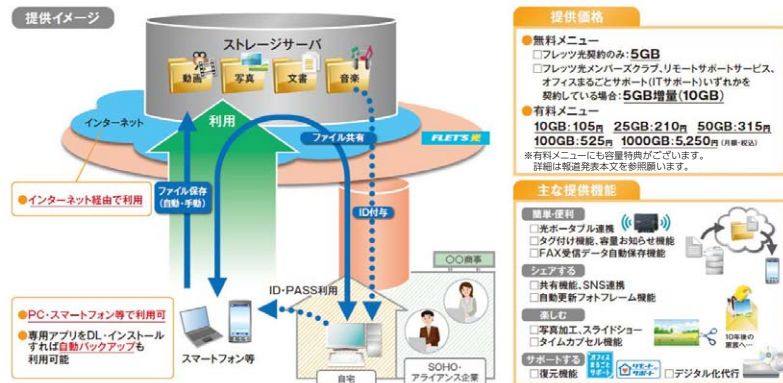 提供イメージ
ストレージサーバ
動画
写真
文書
音楽
インターネット
利用
ファイル共有
FLET'S光
ファイル保存
(自動・手動)
●インターネット経由で利用
ID付与
○○商事
ID・PASS利用
●PC・スマートフォン等で利用可
●専用アプリをDL・インストール
すれば自動バックアップも
利用可能
スマートフォン等
自宅
SOHO・
アライアンス企業
提供価格
●無料メニュー
□フレッツ光契約のみ:5GB
□フレッツ光メンバーズクラブ、リモートサポートサービス、
オフィスまるごとサポート(ITサポート)いずれかを
契約している場合:5GB増量(10GB)
●有料メニュー
10GB:105円 25GB:210円 50GB:315円
100GB:525円 1000GB:5,250円 (月額・税込)
※有料メニューにも容量特典がございます。
詳細は報道発表本文を参照願います。
主な提供機能
簡単・便利
□光ポータブル連携
□タグ付け機能、容量お知らせ機能
□FAX受信データ自動保存機能
シェアする
□共有機能、SNS連携
□自動更新フォトフレーム機能
楽しむ
□写真加工、スライドショー
□タイムカプセル機能
10年後の
家族へ…
サポートする
□復元機能
オフィス
まるごと
サポート
リモート
サポート
□デジタル化代行